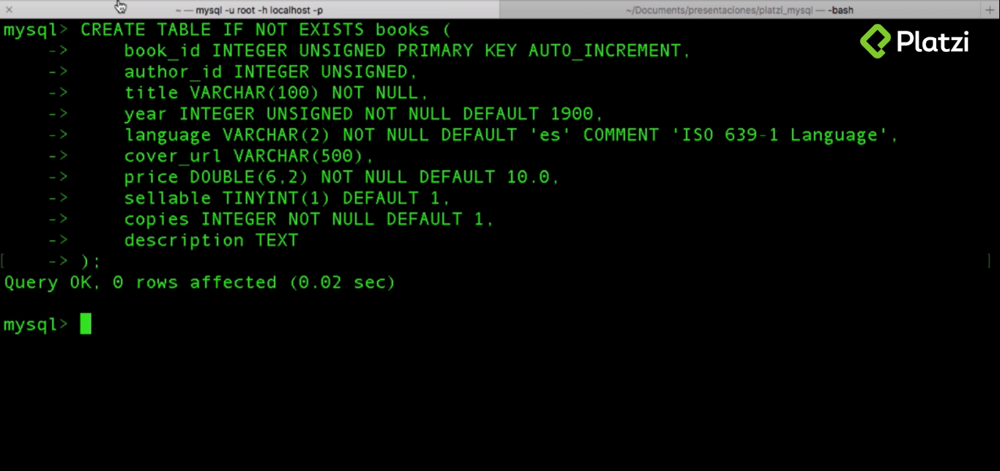 ~ — mysql -u root -h localhost -p
~/Documents/presentaciones/platzi_mysql — -bash
mysql> CREATE TABLE IF NOT EXISTS books (
Platzi
-> book_id INTEGER UNSIGNED PRIMARY KEY AUTO_INCREMENT,
-> author_id INTEGER UNSIGNED,
-> title VARCHAR(100) NOT NULL,
-> year INTEGER UNSIGNED NOT NULL DEFAULT 1900,
-> language VARCHAR(2) NOT NULL DEFAULT 'es' COMMENT 'ISO 639-1 Language',
-> cover_url VARCHAR(500),
-> price DOUBLE(6,2) NOT NULL DEFAULT 10.0,
-> sellable TINYINT(1) DEFAULT 1,
-> copies INTEGER NOT NULL DEFAULT 1,
-> description TEXT
[ -> ); ]
Query OK, 0 rows affected (0.02 sec)
mysql>